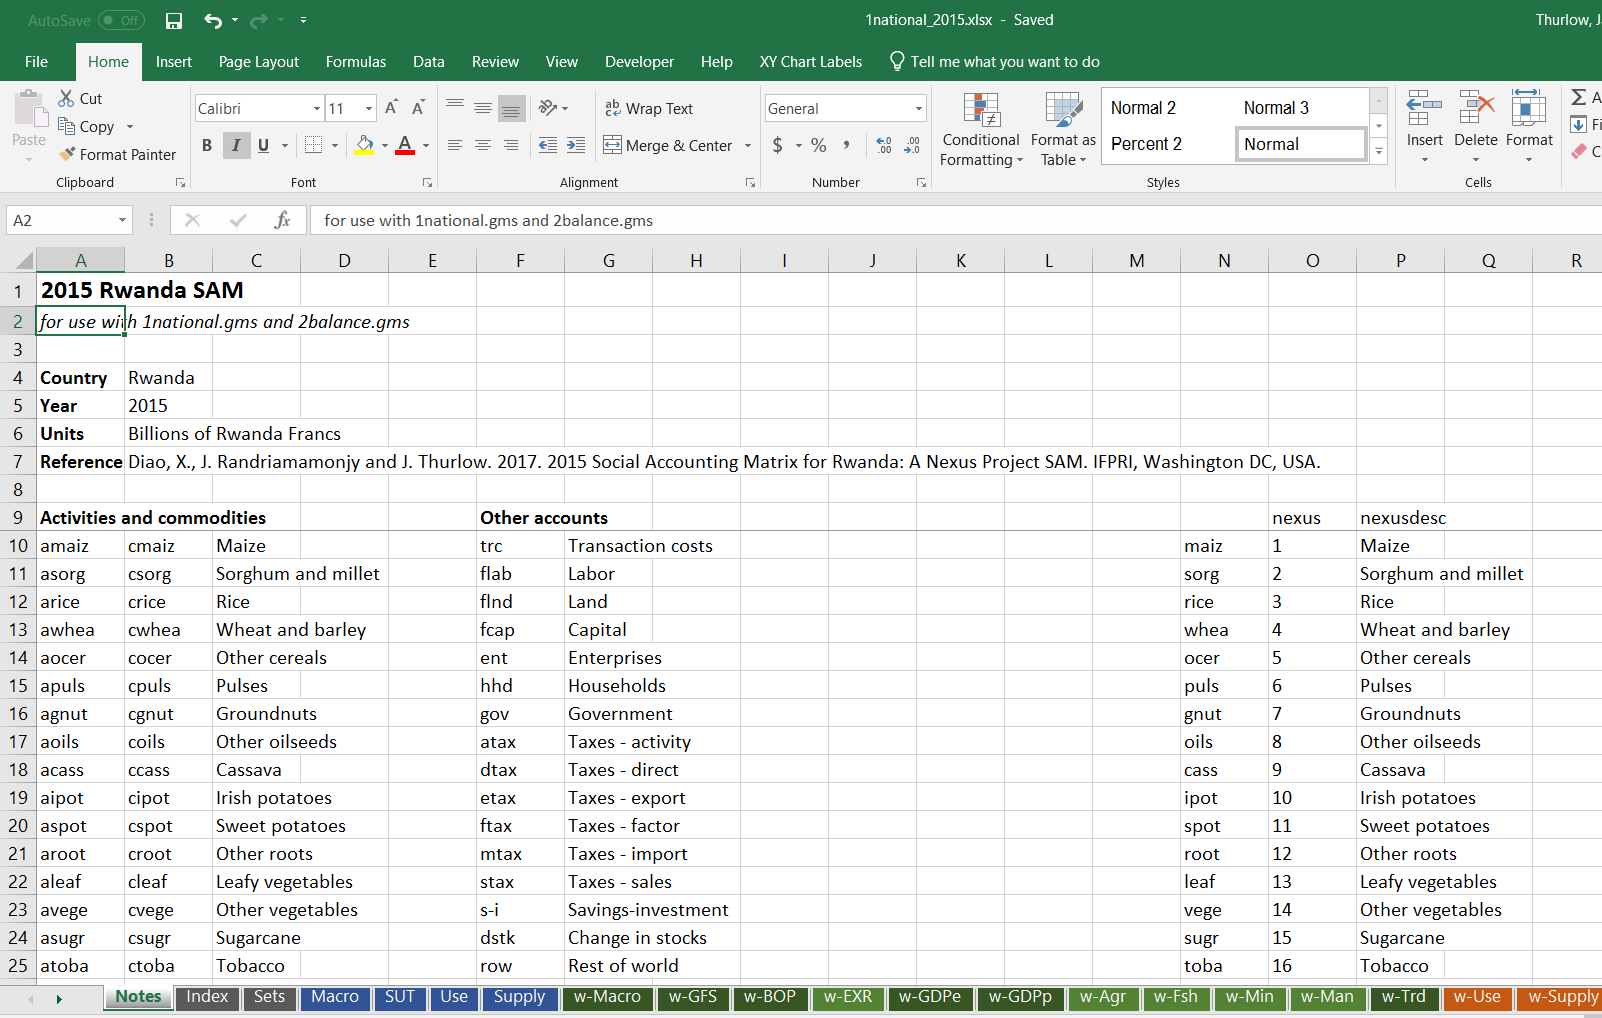 AutoSave Off 1national_2015.xlsx - Saved Thurlow, J
File Home Insert Page Layout Formulas Data Review View Developer Help XY Chart Labels Tell me what you want to do
Paste Cut Copy Format Painter Clipboard
Calibri 11 A A B I U A Font
Wrap Text Merge & Center Alignment
General $ % , Number
Conditional Formatting Format as Table Normal 2 Normal 3 Percent 2 Normal Styles
Insert Delete Format Cells
A2 fx for use with 1national.gms and 2balance.gms
A B C D E F G H I J K L M N O P Q R
1 2015 Rwanda SAM
2 for use with 1national.gms and 2balance.gms
3
4 Country Rwanda
5 Year 2015
6 Units Billions of Rwanda Francs
7 Reference Diao, X., J. Randriamamonjy and J. Thurlow. 2017. 2015 Social Accounting Matrix for Rwanda: A Nexus Project SAM. IFPRI, Washington DC, USA.
8
9 Activities and commodities Other accounts nexus nexusdesc
10 amaiz cmaiz Maize trc Transaction costs maiz 1 Maize
11 asorg csorg Sorghum and millet flab Labor sorg 2 Sorghum and millet
12 arice crice Rice flnd Land rice 3 Rice
13 awhea cwhea Wheat and barley fcap Capital whea 4 Wheat and barley
14 aocer cocer Other cereals ent Enterprises ocer 5 Other cereals
15 apuls cpuls Pulses hhd Households puls 6 Pulses
16 agnut cgnut Groundnuts gov Government gnut 7 Groundnuts
17 aoils coils Other oilseeds atax Taxes - activity oils 8 Other oilseeds
18 acass ccass Cassava dtax Taxes - direct cass 9 Cassava
19 aipot cipot Irish potatoes etax Taxes - export ipot 10 Irish potatoes
20 aspot cspot Sweet potatoes ftax Taxes - factor spot 11 Sweet potatoes
21 aroot croot Other roots mtax Taxes - import root 12 Other roots
22 aleaf cleaf Leafy vegetables stax Taxes - sales leaf 13 Leafy vegetables
23 avege cvege Other vegetables s-i Savings-investment vege 14 Other vegetables
24 asugr csugr Sugarcane dstk Change in stocks sugr 15 Sugarcane
25 atoba ctoba Tobacco row Rest of world toba 16 Tobacco
Notes Index Sets Macro SUT Use Supply w-Macro w-GFS w-BOP w-EXR w-GDPe w-GDPp w-Agr w-Fsh w-Min w-Man w-Trd w-Use w-Supply